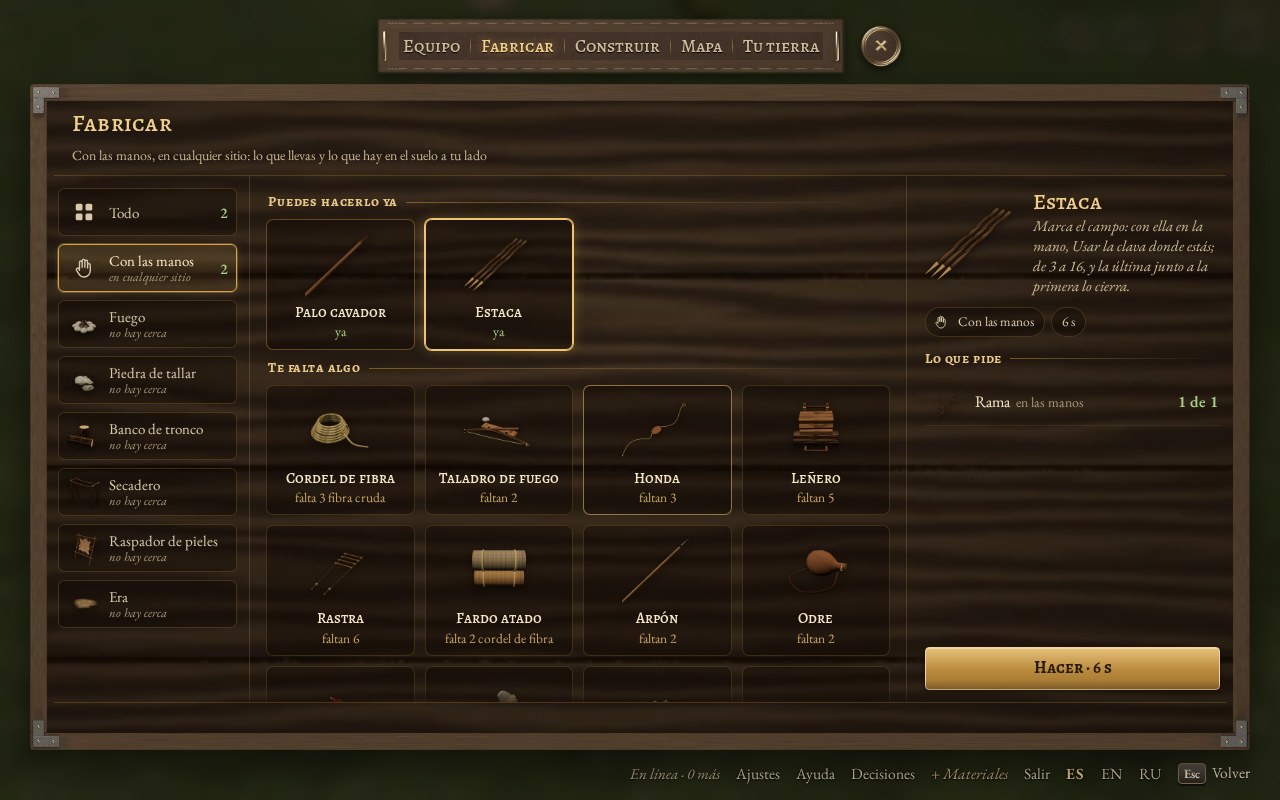 Equipo
Fabricar
Construir
Mapa
Tu tierra
Fabricar
Con las manos, en cualquier sitio: lo que llevas y lo que hay en el suelo a tu lado
Todo 2
Con las manos 2
en cualquier sitio
Fuego
no hay cerca
Piedra de tallar
no hay cerca
Banco de tronco
no hay cerca
Secadero
no hay cerca
Raspador de pieles
no hay cerca
Era
no hay cerca
Puedes hacerlo ya
Palo cavador
ya
Estaca
ya
Te falta algo
Cordel de fibra
falta 3 fibra cruda
Taladro de fuego
faltan 2
Honda
faltan 3
Leñero
faltan 5
Rastra
faltan 6
Fardo atado
falta 2 cordel de fibra
Arpón
faltan 2
Odre
faltan 2
Estaca
Marca el campo: con ella en la
mano, Usar la clava donde estás;
de 3 a 16, y la última junto a la
primera lo cierra.
Con las manos
6 s
Lo que pide
Rama en las manos 1 de 1
Hacer · 6 s
En línea · 0 más
Ajustes
Ayuda
Decisiones
+ Materiales
Salir
ES
EN
RU
Esc
Volver